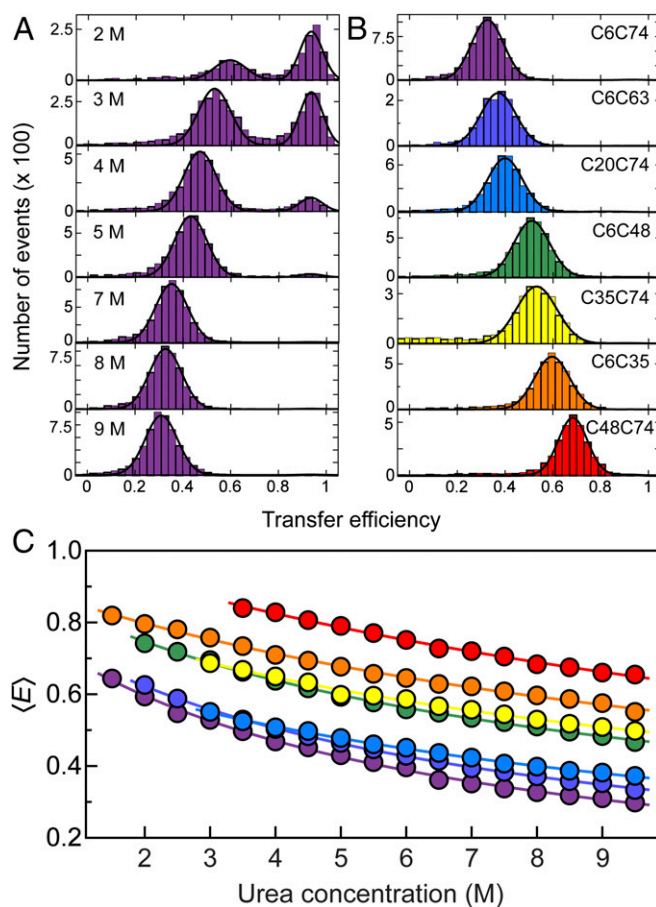 A
B
2 M
3 M
4 M
5 M
7 M
8 M
9 M
2.5
0
2.5
0
5
0
5
0
5
0
7.5
0
7.5
0
0 0.2 0.4 0.6 0.8 1
Number of events (x 100)
C6C74
C6C63
C20C74
C6C48
C35C74
C6C35
C48C74
7.5
0
2
0
6
0
5
0
3
0
5
0
5
0
0 0.2 0.4 0.6 0.8 1
Transfer efficiency
C
1.0
0.8
0.6
0.4
0.2
⟨E⟩
2 3 4 5 6 7 8 9
Urea concentration (M)